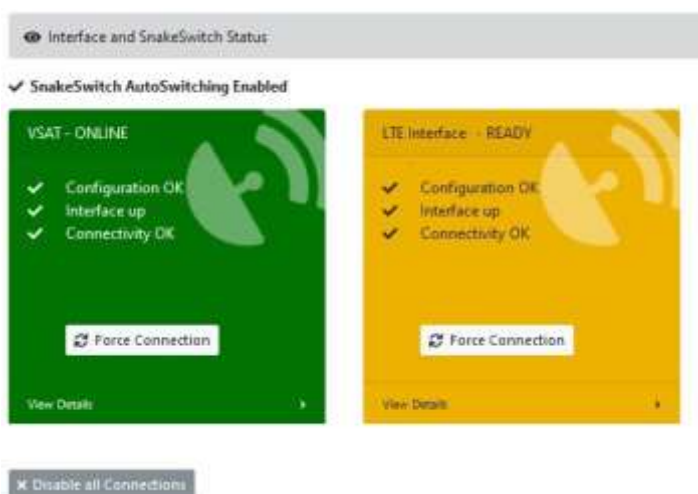 Interface and SnakeSwitch Status
SnakeSwitch AutoSwitching Enabled
VSAT - ONLINE
Configuration OK
Interface up
Connectivity OK
Force Connection
View Details
LTE Interface - READY
Configuration OK
Interface up
Connectivity OK
Force Connection
View Details
Disable all Connections